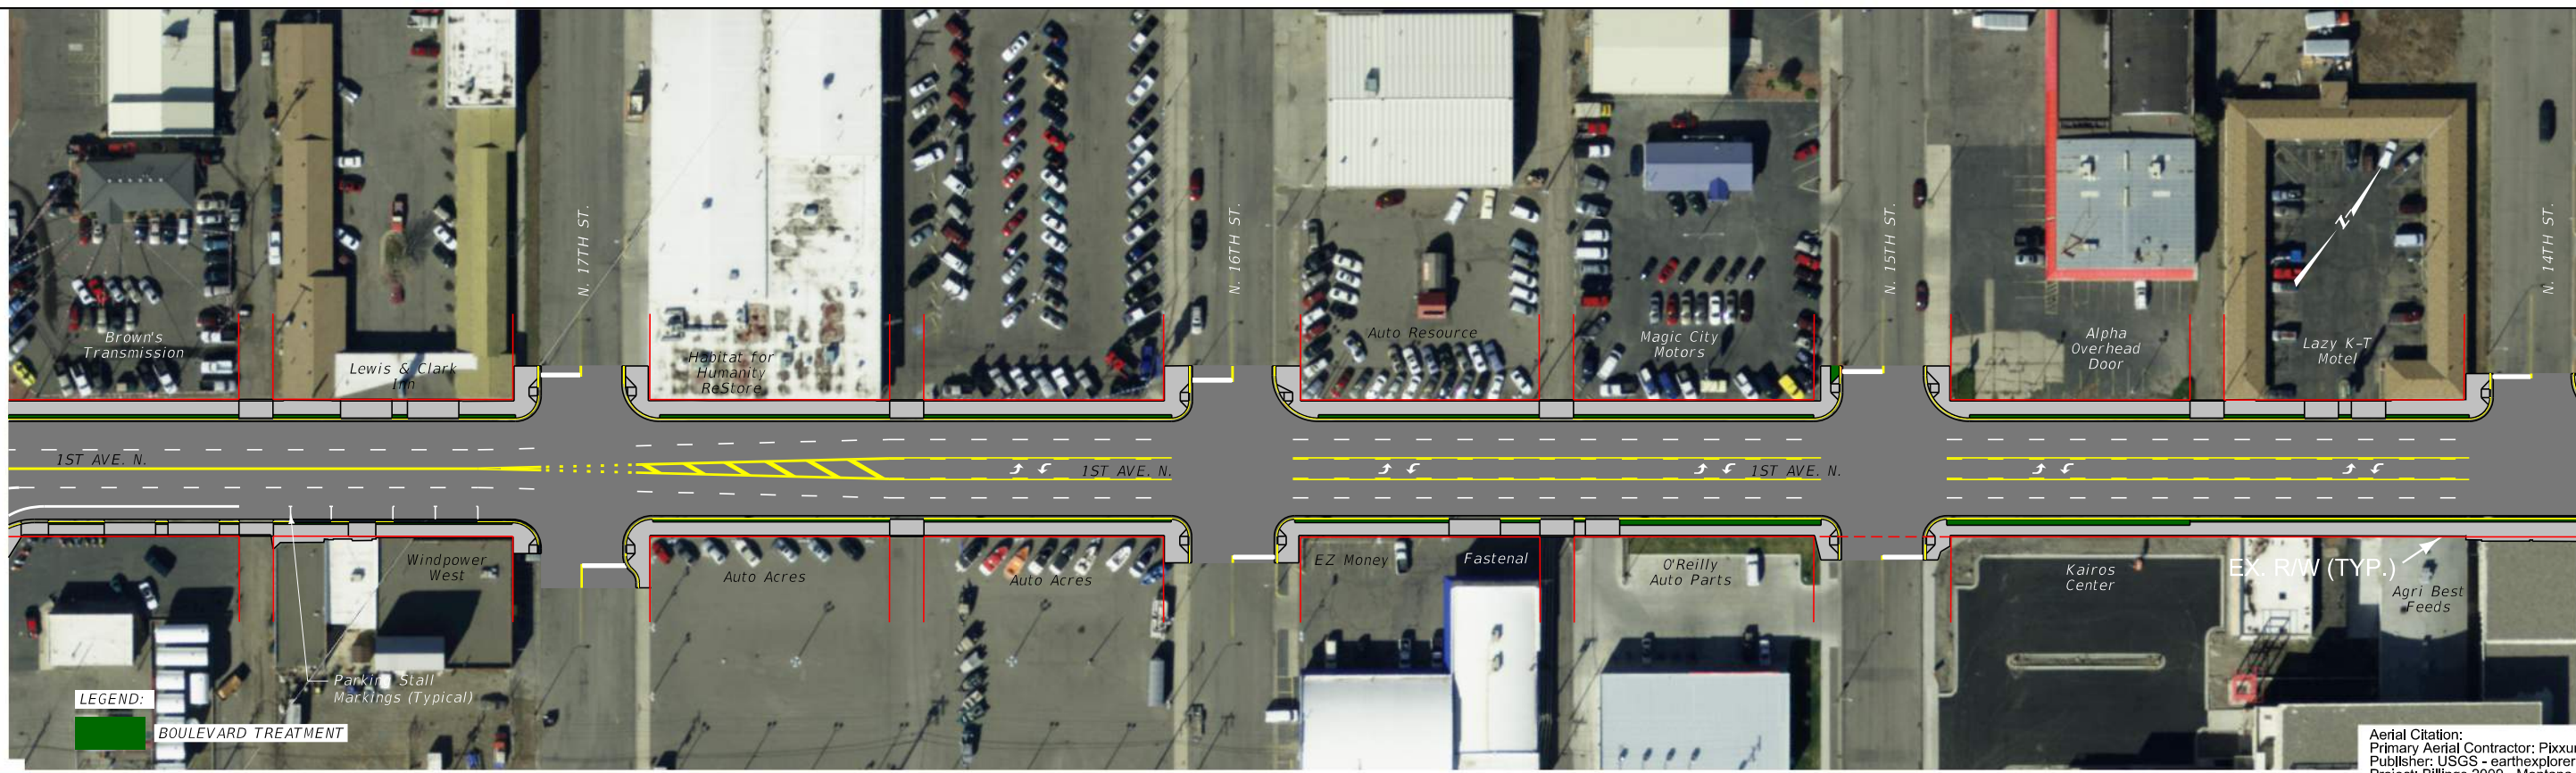 N. 17TH ST.
N. 16TH ST.
N. 15TH ST.
N. 14TH ST.
N
Brown's
Transmission
Lewis & Clark
Inn
Habitat for
Humanity
ReStore
Auto Resource
Magic City
Motors
Alpha
Overhead
Door
Lazy K-T
Motel
1ST AVE. N.
1ST AVE. N.
1ST AVE. N.
Windpower
West
Auto Acres
Auto Acres
EZ Money
Fastenal
O'Reilly
Auto Parts
Kairos
Center
EX. R/W (TYP.)
Agri Best
Feeds
Parking Stall
Markings (Typical)
LEGEND:
BOULEVARD TREATMENT
Aerial Citation:
Primary Aerial Contractor: Pixxur
Publisher: USGS - earthexplorer